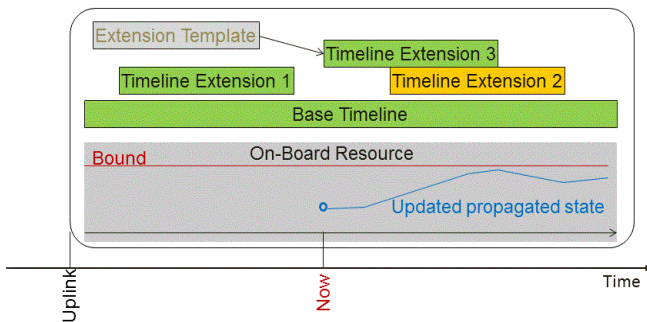 Extension Template
Timeline Extension 3
Timeline Extension 1
Timeline Extension 2
Base Timeline
On-Board Resource
Bound
Updated propagated state
Time
Uplink
Now